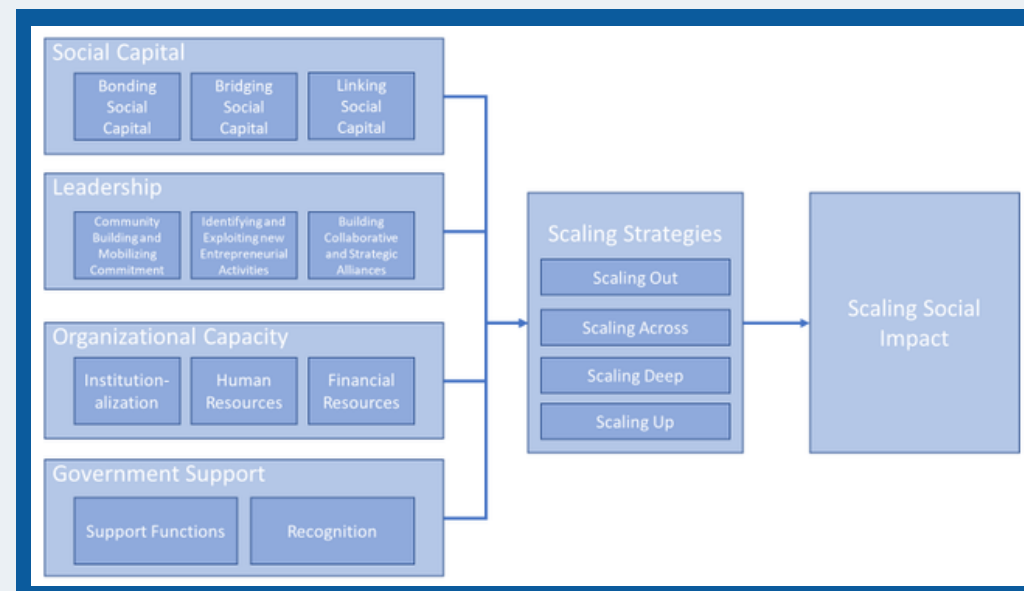 Social Capital
Bonding
Social
Capital
Bridging
Social
Capital
Linking
Social
Capital
Leadership
Community
Building and
Mobilizing
Commitment
Identifying and
Exploiting new
Entrepreneurial
Activities
Building
Collaborative
and Strategic
Alliances
Organizational Capacity
Institution-
alization
Human
Resources
Financial
Resources
Government Support
Support Functions
Recognition
Scaling Strategies
Scaling Out
Scaling Across
Scaling Deep
Scaling Up
Scaling Social
Impact